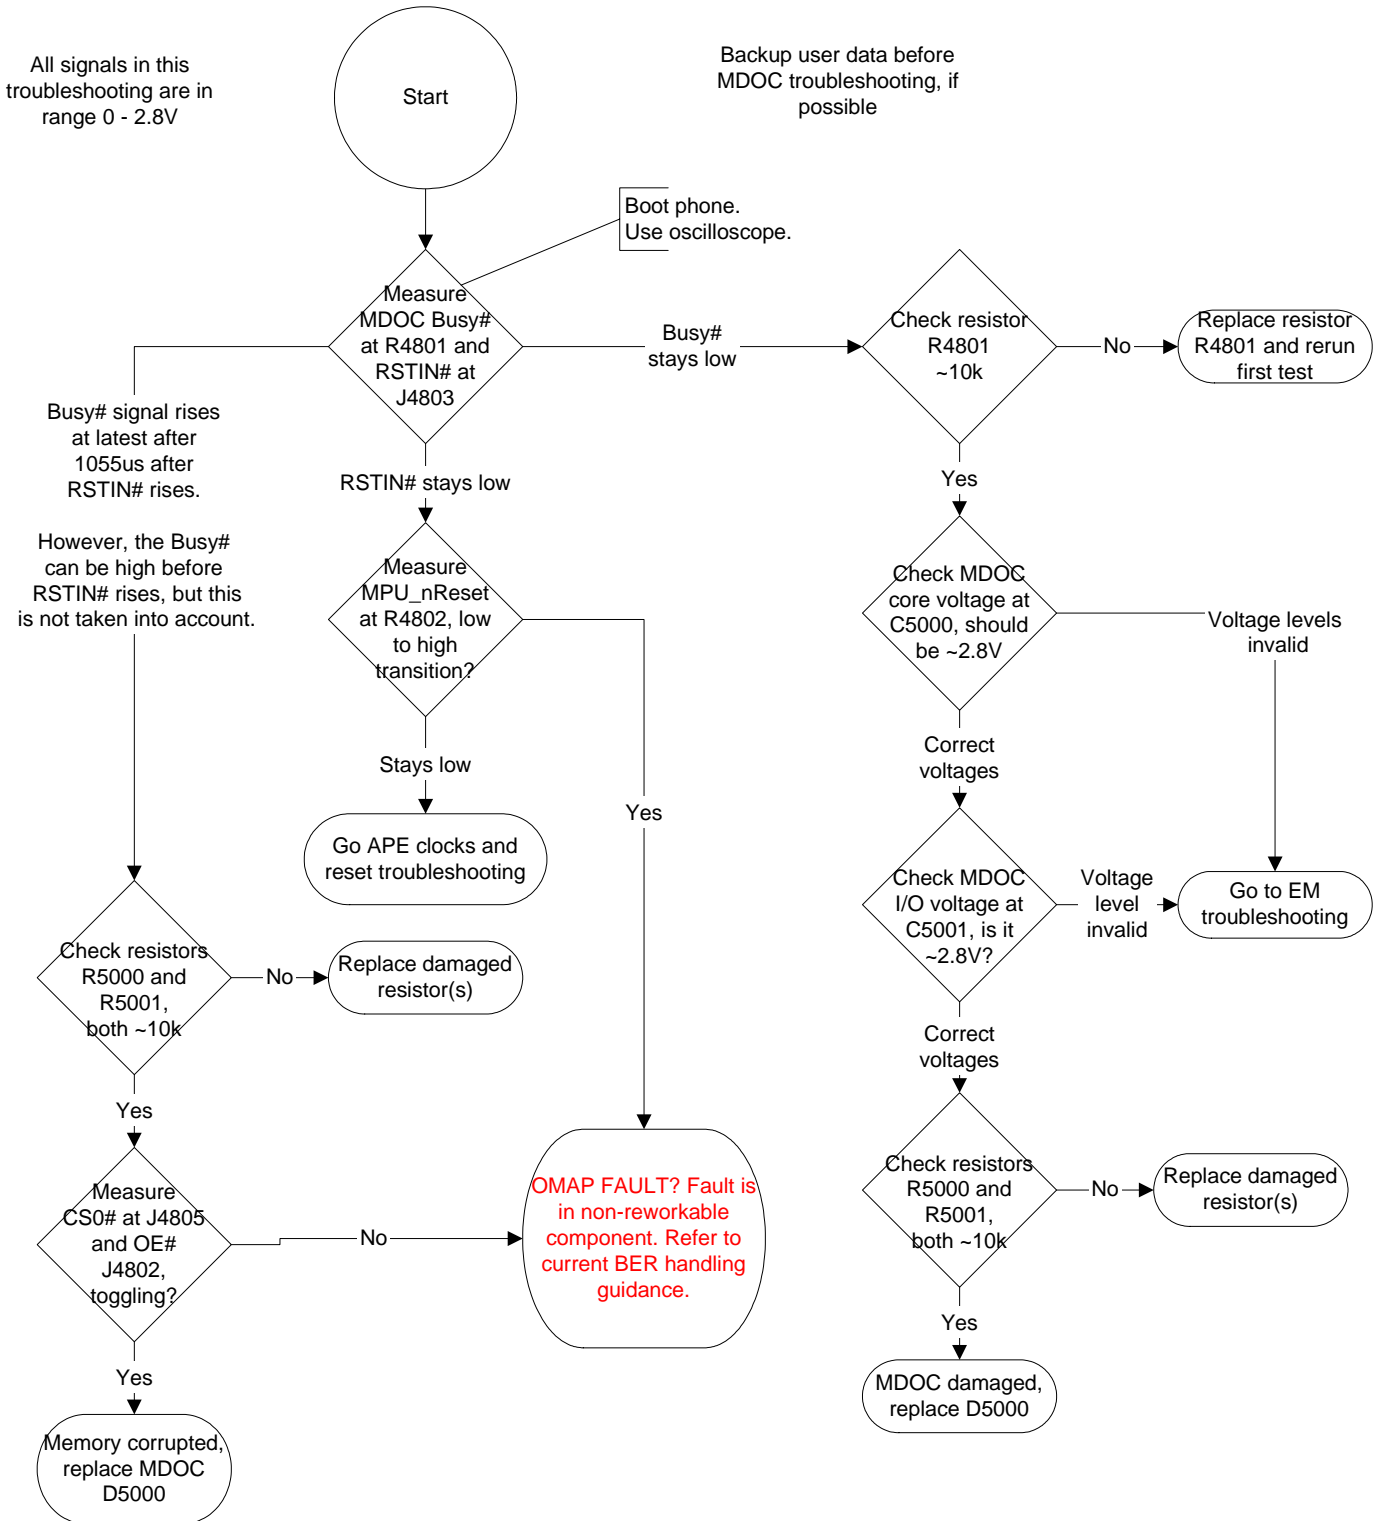 All signals in this
troubleshooting are in
range 0 - 2.8V
Start
Backup user data before
MDOC troubleshooting, if
possible
Boot phone.
Use oscilloscope.
Measure
MDOC Busy#
at R4801 and
RSTIN# at
J4803
Busy#
stays low
Check resistor
R4801
~10k
No
Replace resistor
R4801 and rerun
first test
Busy# signal rises
at latest after
1055us after
RSTIN# rises.
However, the Busy#
can be high before
RSTIN# rises, but this
is not taken into account.
RSTIN# stays low
Yes
Measure
MPU_nReset
at R4802, low
to high
transition?
Check MDOC
core voltage at
C5000, should
be ~2.8V
Voltage levels
invalid
Stays low
Yes
Correct
voltages
Go APE clocks and
reset troubleshooting
Check MDOC
I/O voltage at
C5001, is it
~2.8V?
Voltage
level
invalid
Go to EM
troubleshooting
Check resistors
R5000 and
R5001,
both ~10k
No
Replace damaged
resistor(s)
Correct
voltages
Yes
Measure
CS0# at J4805
and OE#
J4802,
toggling?
No
OMAP FAULT? Fault is
in non-reworkable
component. Refer to
current BER handling
guidance.
Check resistors
R5000 and
R5001,
both ~10k
No
Replace damaged
resistor(s)
Yes
Yes
MDOC damaged,
replace D5000
Memory corrupted,
replace MDOC
D5000